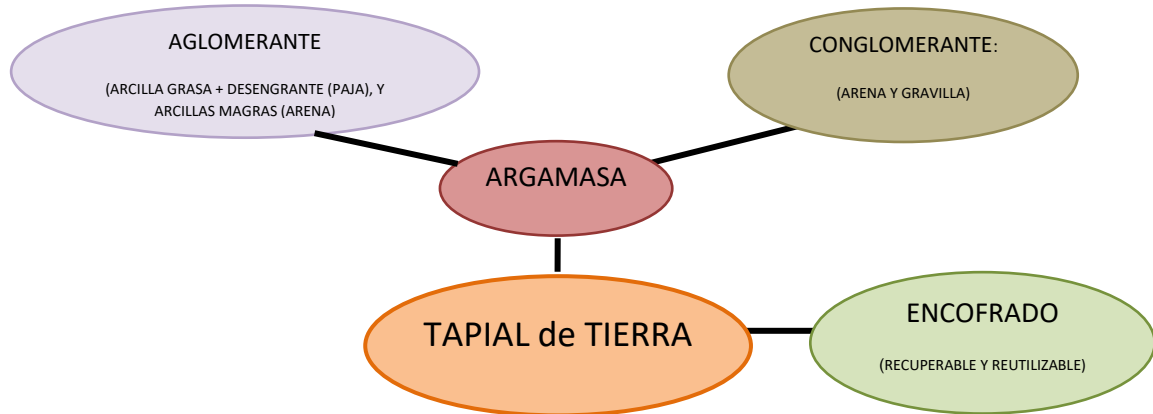 AGLOMERANTE
(ARCILLA GRASA + DESENGRANTE (PAJA), Y
ARCILLAS MAGRAS (ARENA)
CONGLOMERANTE:
(ARENA Y GRAVILLA)
ARGAMASA
TAPIAL de TIERRA
ENCOFRADO
(RECUPERABLE Y REUTILIZABLE)